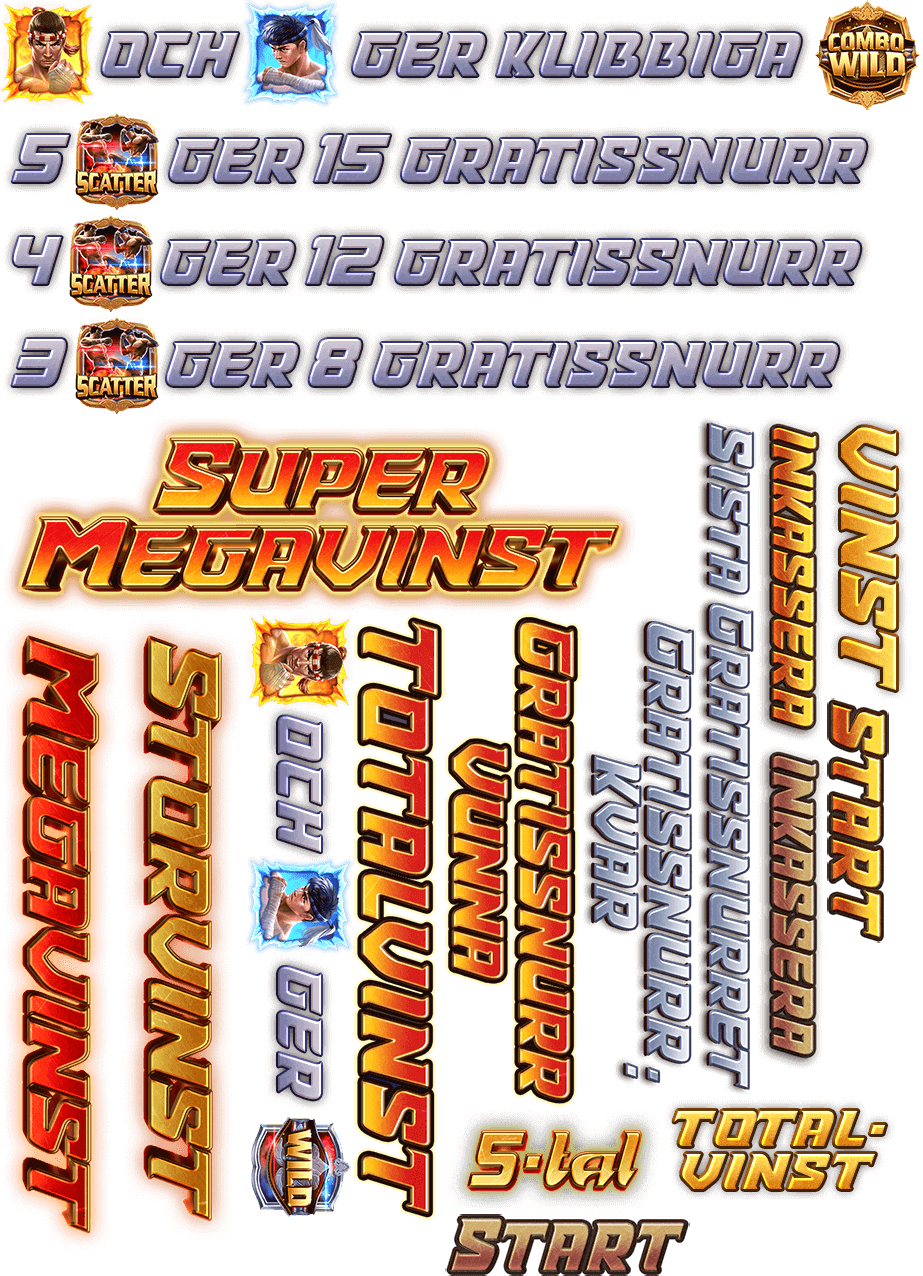 OCH GER KLIBBIGA COMBO WILD
5 SCATTER GER 15 GRATISSNURR
4 SCATTER GER 12 GRATISSNURR
3 SCATTER GER 8 GRATISSNURR
SUPER
MEGAVINST
VINST
INKASSERA
SISTA GRATISSNURRET
GRATISSNURR:
KVAR
GRATISSNURR
VUNNA
TOTALVINST
OCH GER WILD
STORVINST
MEGAVINST
START
INKASSERA
5-tal
TOTAL-
VINST
START